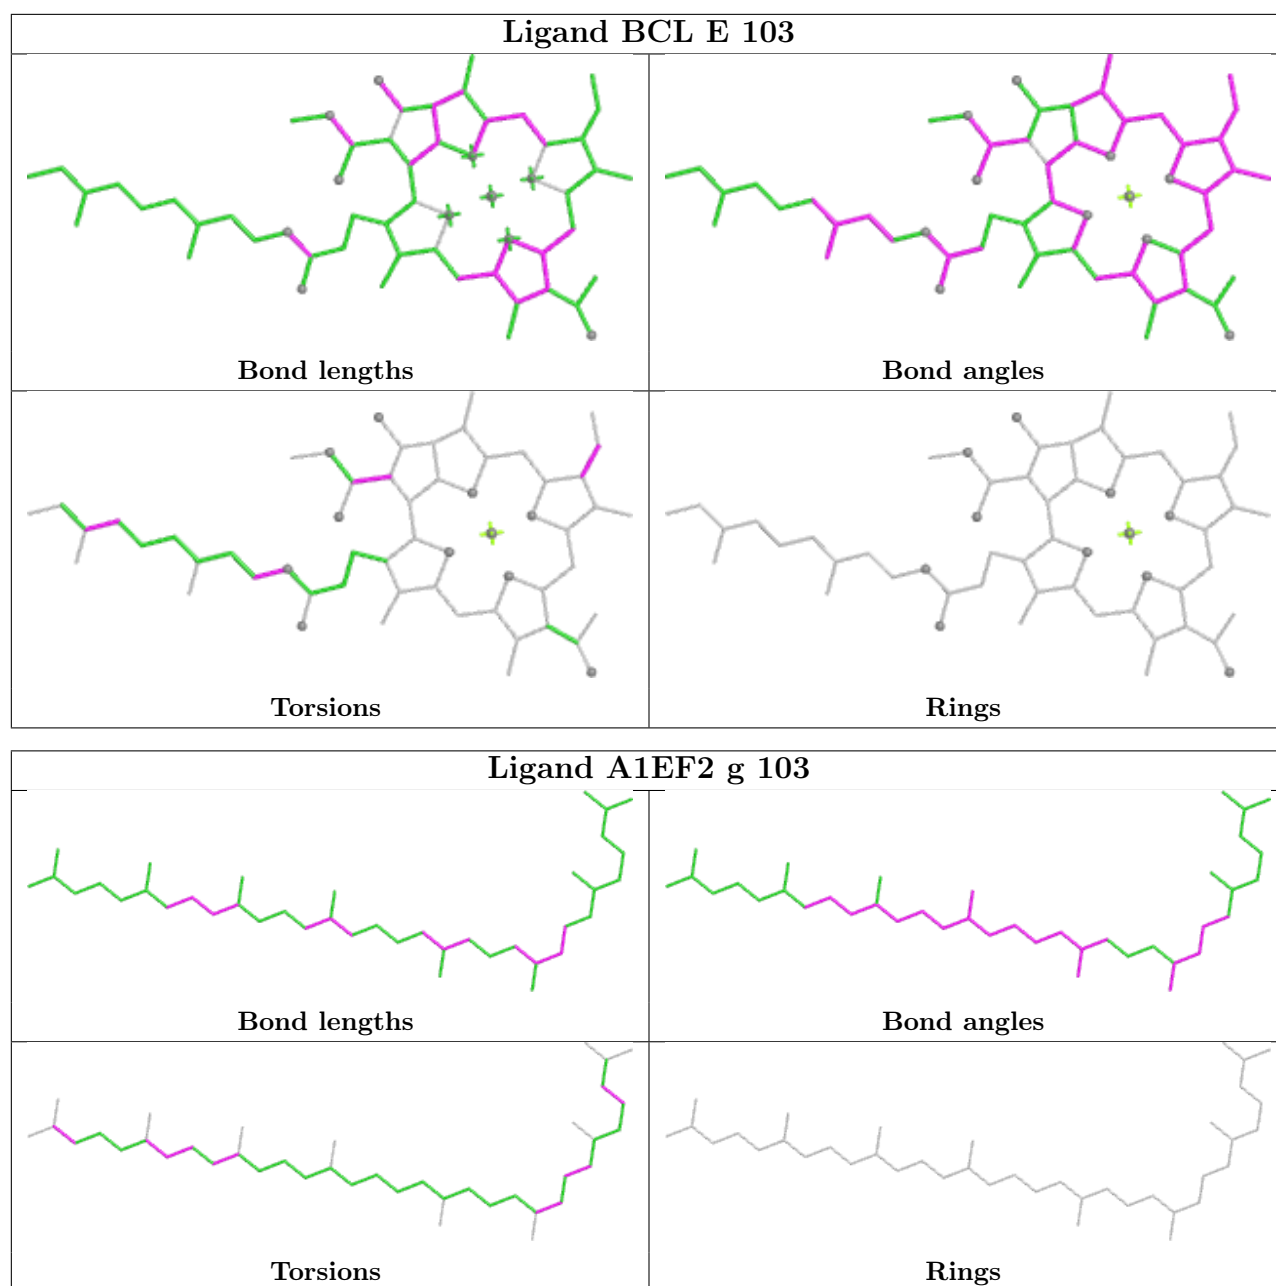 Ligand BCL E 103
Bond lengths
Bond angles
Torsions
Rings
Ligand A1EF2 g 103
Bond lengths
Bond angles
Torsions
Rings